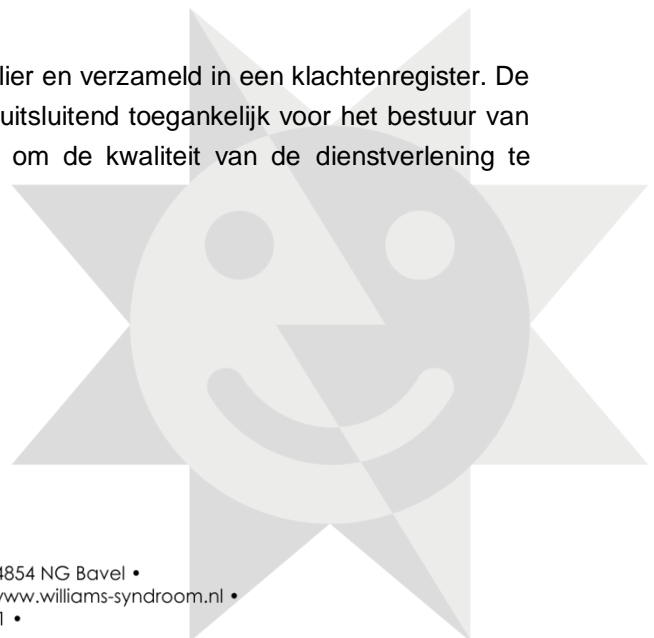 lier en verzameld in een klachtenregister. De
uitsluitend toegankelijk voor het bestuur van
om de kwaliteit van de dienstverlening te
4854 NG Bavel •
www.williams-syndroom.nl •
1 •